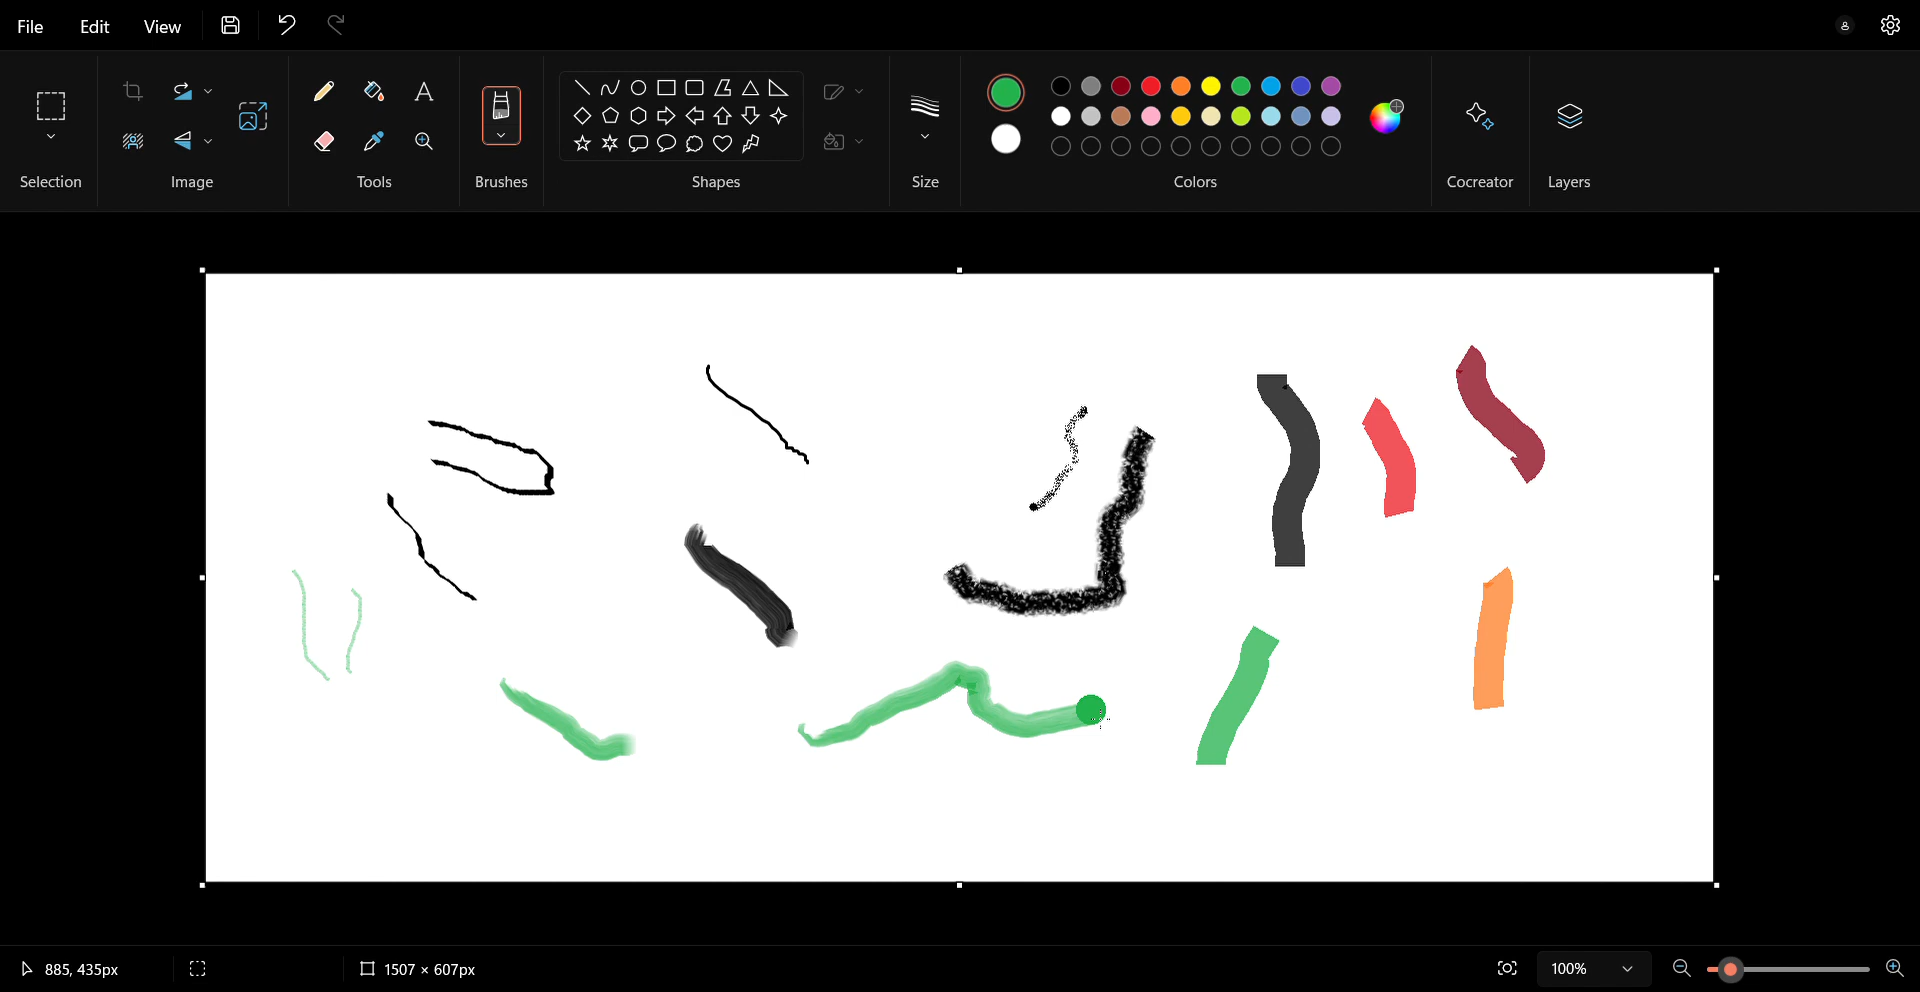 File Edit View
Selection Image Tools Brushes Shapes Size Colors Cocreator Layers
885, 435px 1507 × 607px 100%